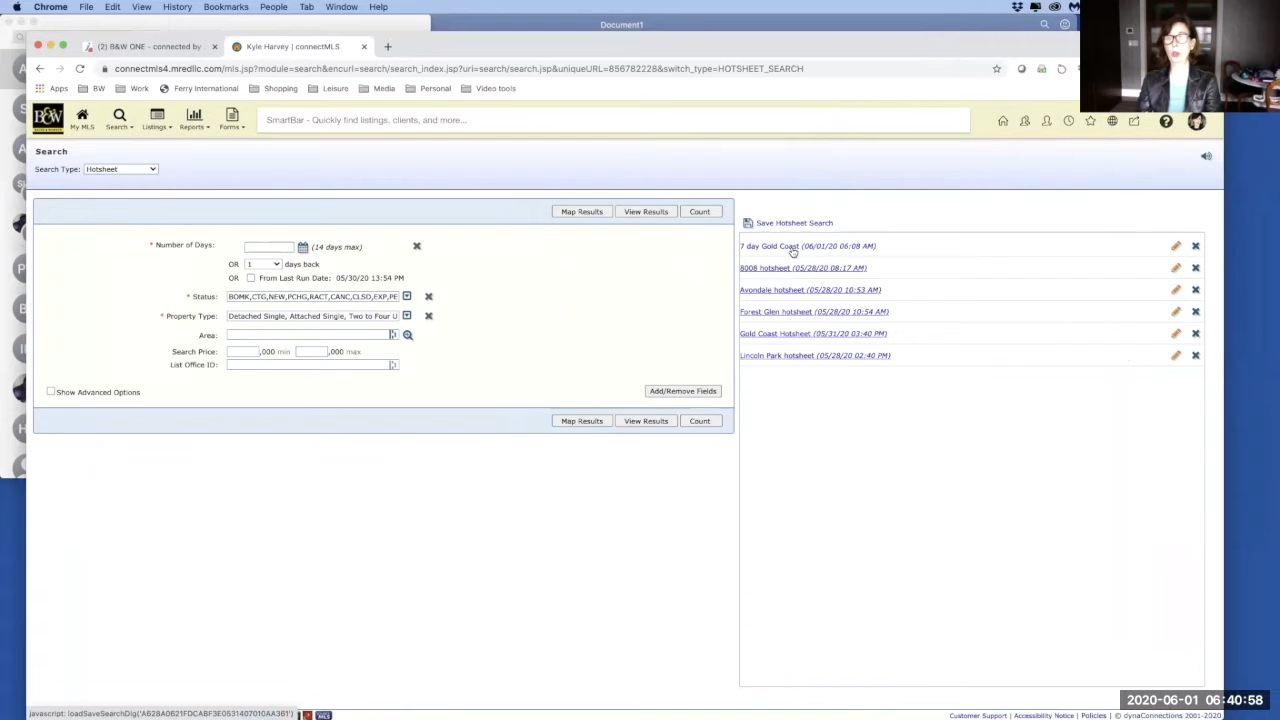 Chrome File Edit View History Bookmarks People Tab Window Help
Document1
(2) B&W ONE - connected by
Kyle Harvey | connectMLS
connectmls4.mredllc.com/mls.jsp?module=search&encurl=search/search_index.jsp?uri=search/search.jsp&uniqueURL=856782228&switch_type=HOTSHEET_SEARCH
Apps BW Work Ferry International Shopping Leisure Media Personal Video tools
B&W
My MLS Search Listings Reports Forms
SmartBar - Quickly find listings, clients, and more...
Search
Search Type: Hotsheet
Map Results View Results Count
* Number of Days: (14 days max)
OR 1 days back
OR From Last Run Date: 05/30/20 13:54 PM
* Status: BOMK,CTG,NEW,PCHG,RACT,CANC,CLSD,EXP,PE
* Property Type: Detached Single, Attached Single, Two to Four U
Area:
Search Price: ,000 min ,000 max
List Office ID:
Show Advanced Options
Add/Remove Fields
Map Results View Results Count
Save Hotsheet Search
7 day Gold Coast (06/01/20 06:08 AM)
8008 hotsheet (05/28/20 08:17 AM)
Avondale hotsheet (05/28/20 10:53 AM)
Forest Glen hotsheet (05/28/20 10:54 AM)
Gold Coast Hotsheet (05/31/20 03:40 PM)
Lincoln Park hotsheet (05/28/20 02:40 PM)
2020-06-01 06:40:58
javascript: loadSaveSearchDlg('A628A0621FDCABF3E0531407010AA361')
MLS
Customer Support | Accessibility Notice | Policies | © dynaConnections 2001-2020